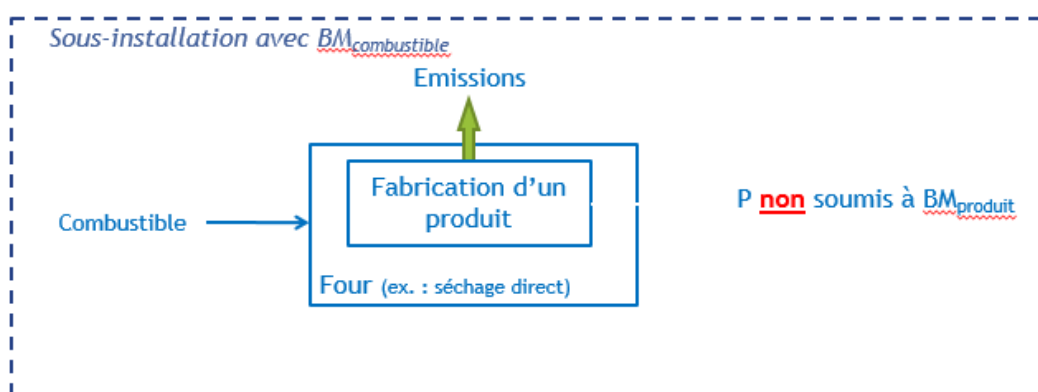 Sous-installation avec BMcombustible
Emissions
Fabrication d'un
produit
P non soumis à BMproduit
Combustible
Four (ex. : séchage direct)